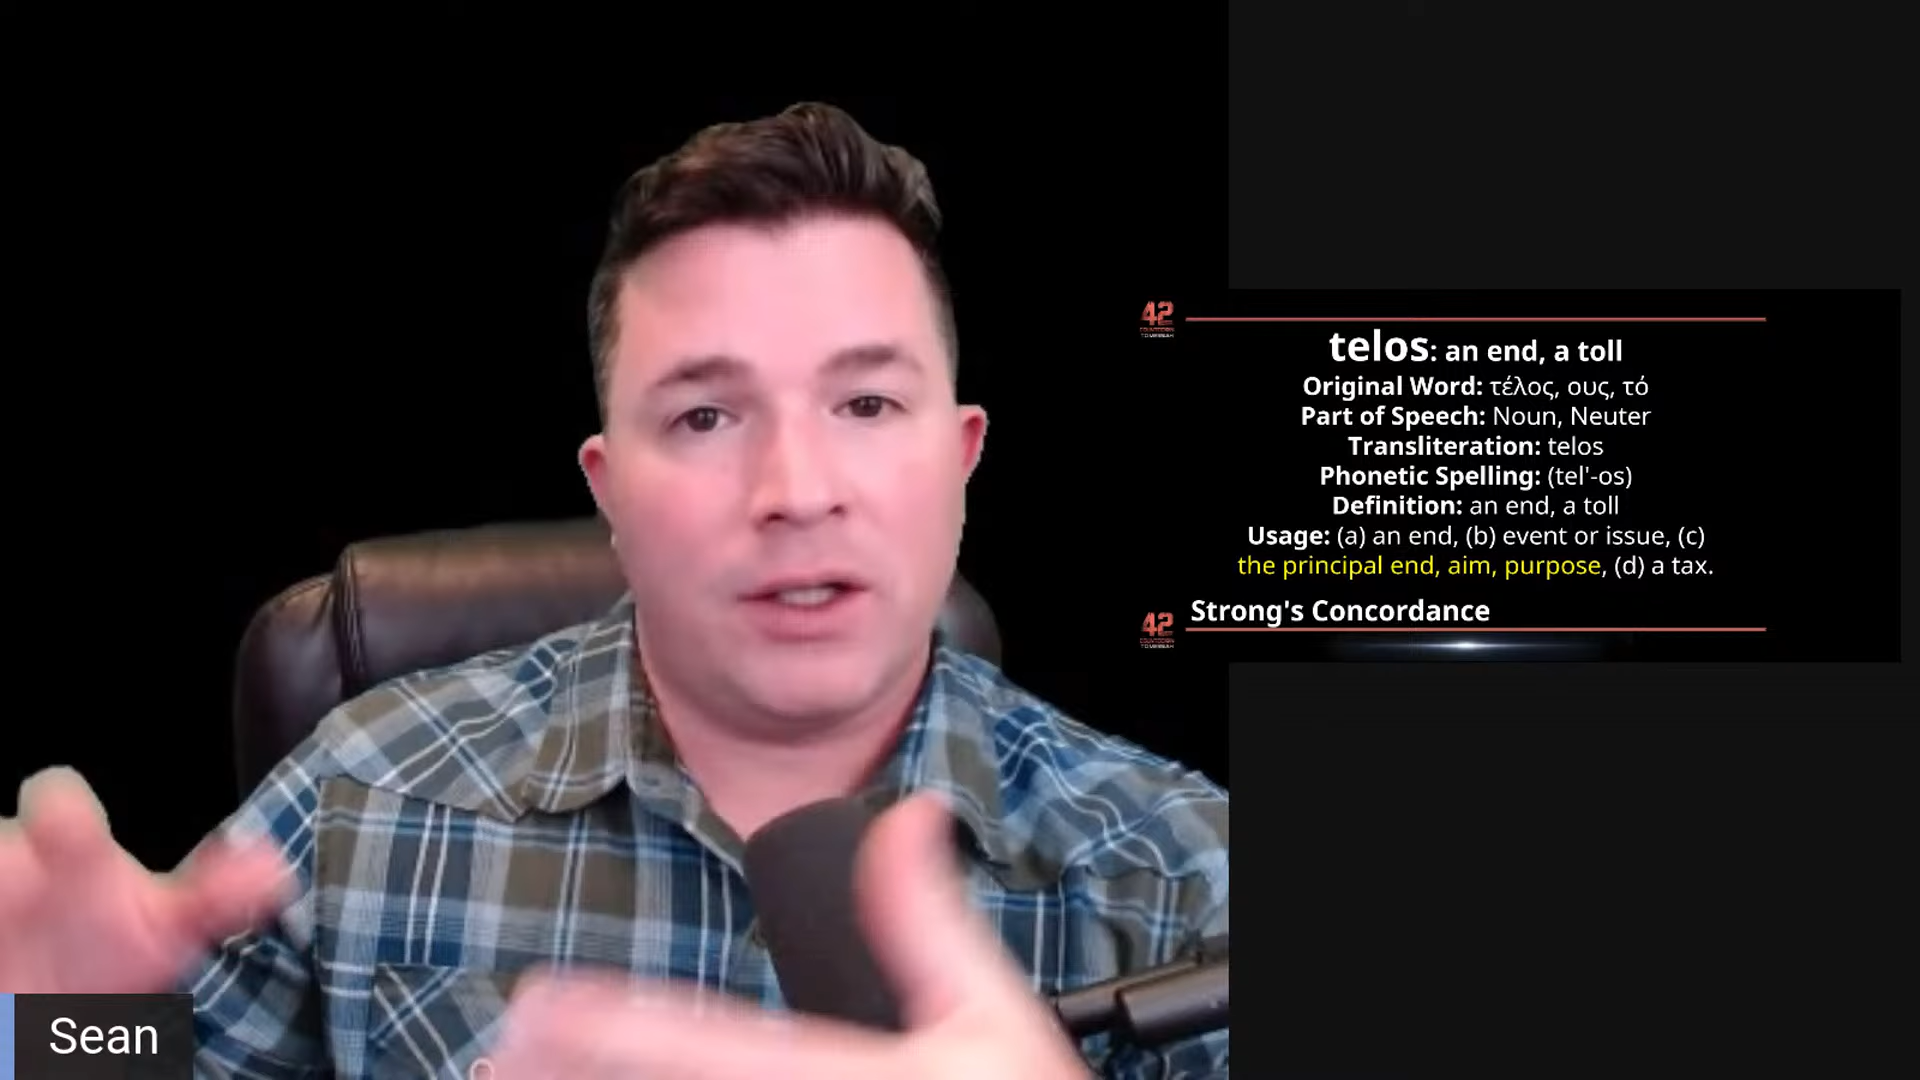 42
telos: an end, a toll
Original Word: τέλος, ους, τό
Part of Speech: Noun, Neuter
Transliteration: telos
Phonetic Spelling: (tel'-os)
Definition: an end, a toll
Usage: (a) an end, (b) event or issue, (c)
the principal end, aim, purpose, (d) a tax.
42
Strong's Concordance
Sean